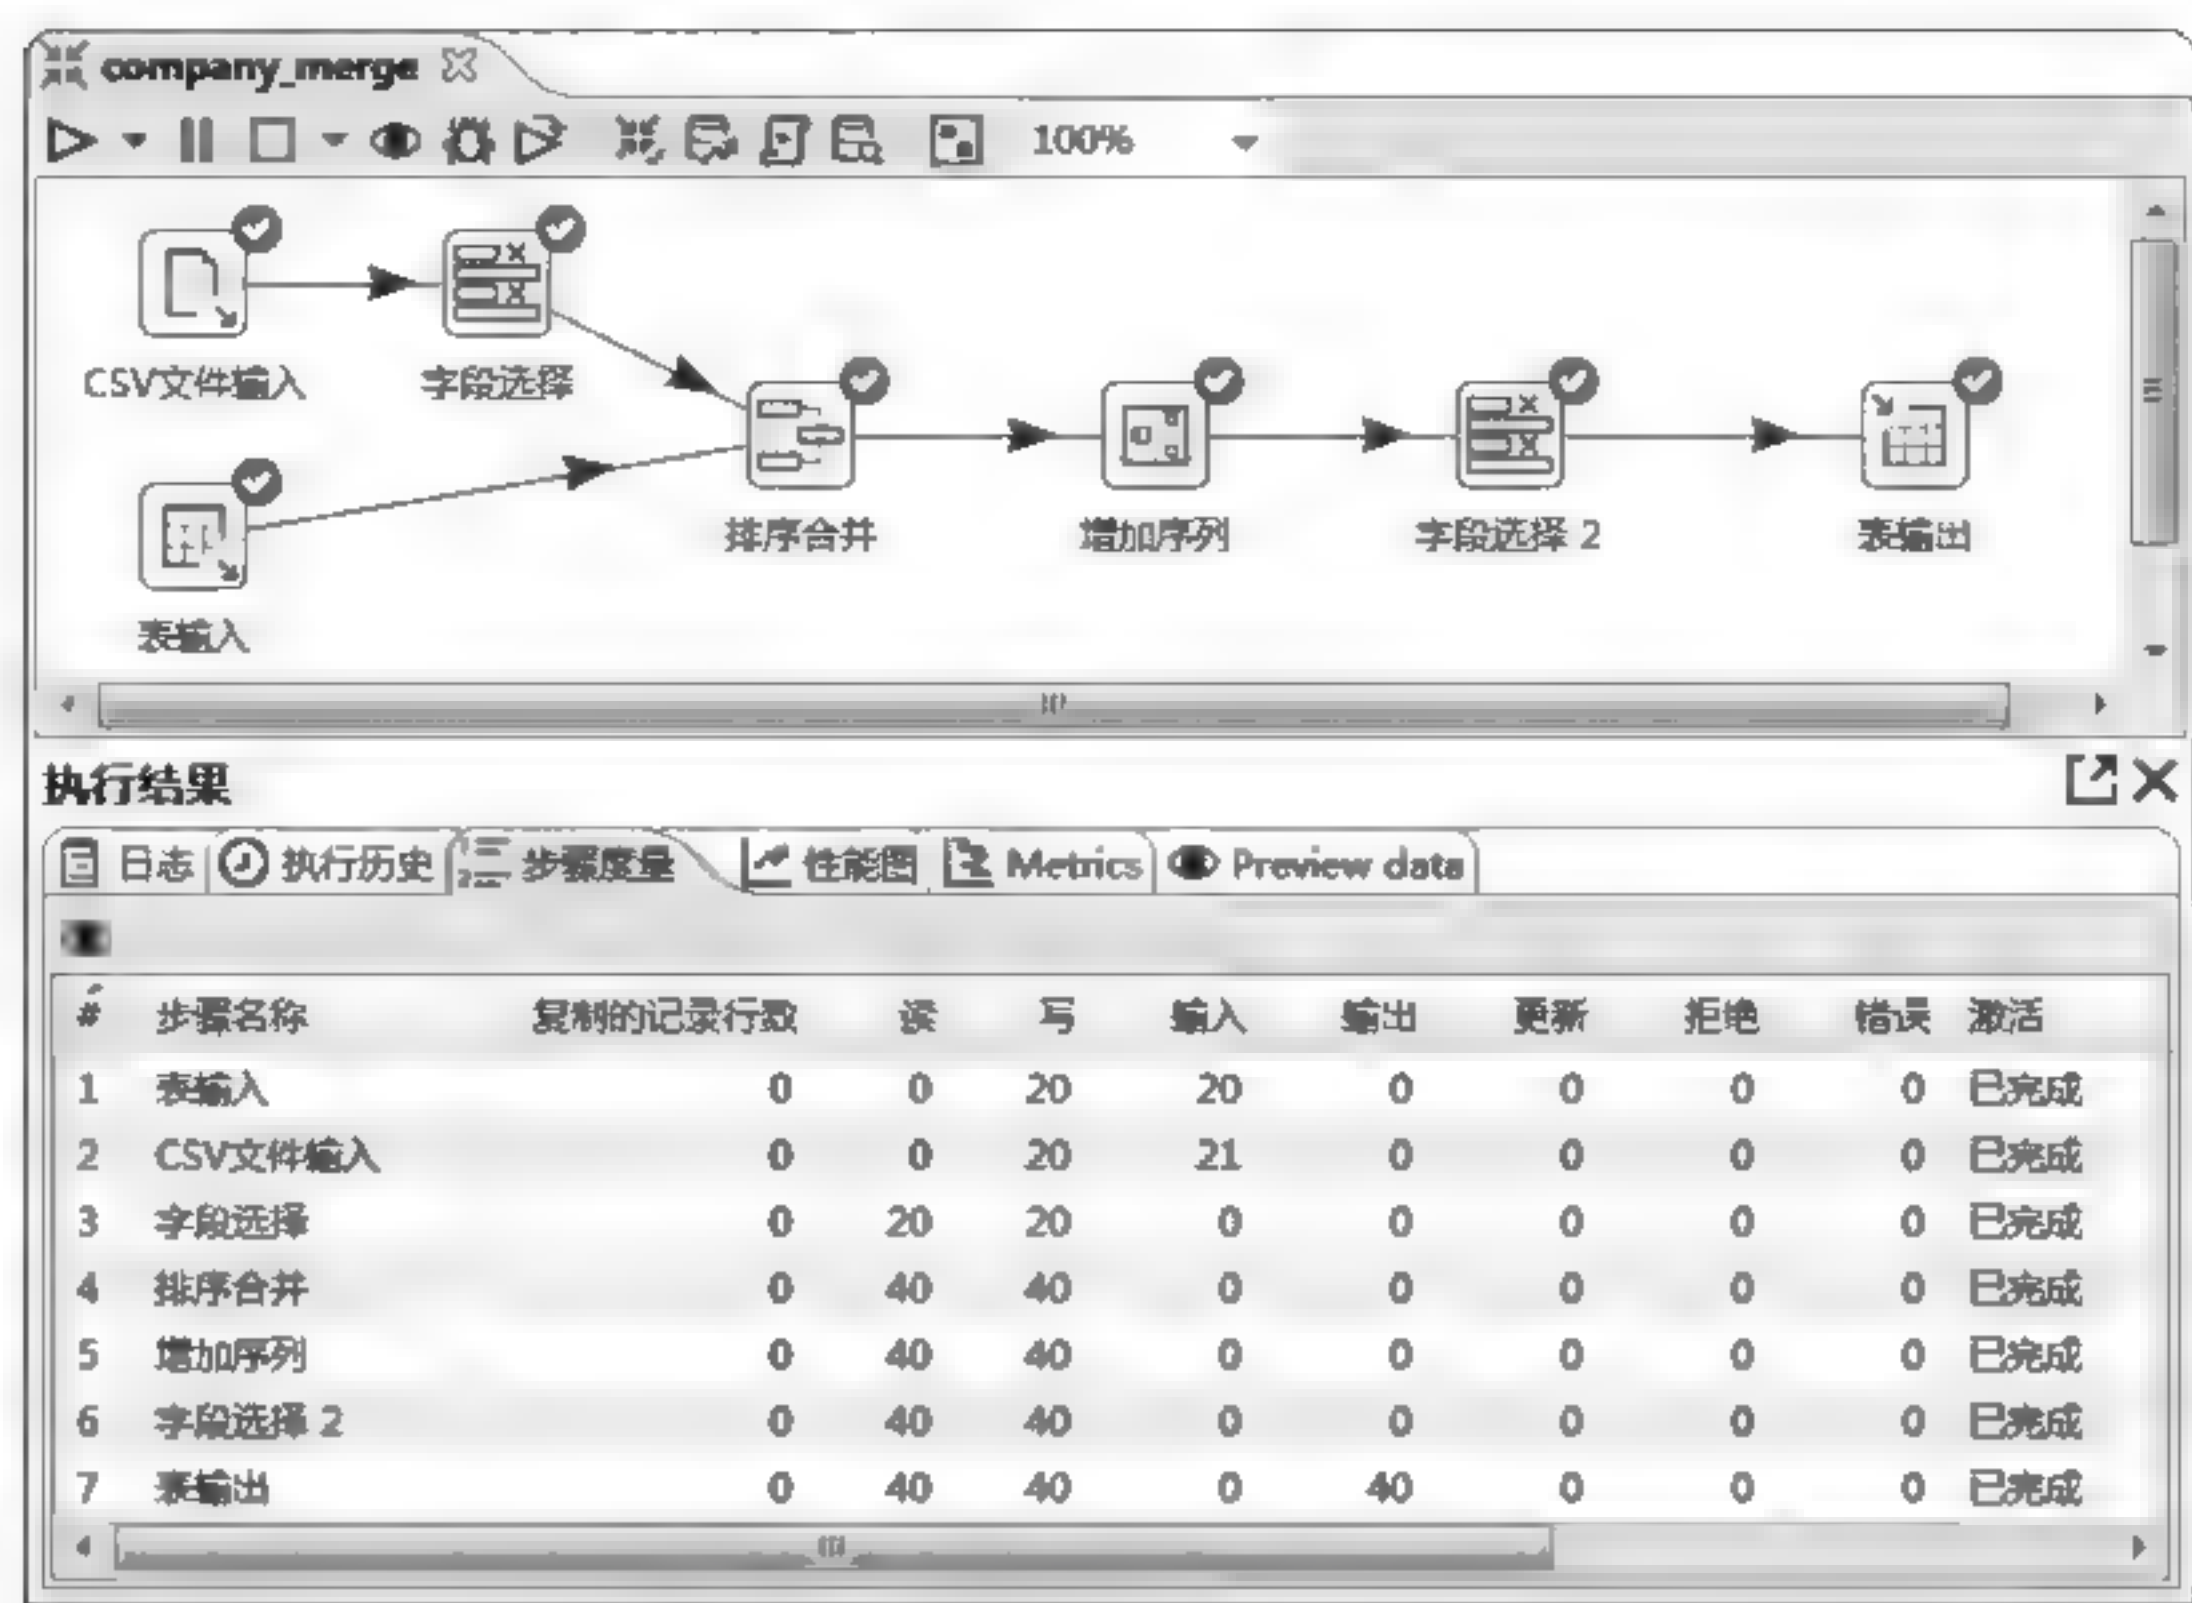 company_merge
100%
CSV文件输入 字段选择
排序合并 增加序列 字段选择 2 表输出
表输入
执行结果
日志 执行历史 步骤度量 性能图 Metrics Preview data
# 步骤名称 复制的记录行数 读 写 输入 输出 更新 拒绝 错误 激活
1 表输入 0 0 20 20 0 0 0 0 已完成
2 CSV文件输入 0 0 20 21 0 0 0 0 已完成
3 字段选择 0 20 20 0 0 0 0 0 已完成
4 排序合并 0 40 40 0 0 0 0 0 已完成
5 增加序列 0 40 40 0 0 0 0 0 已完成
6 字段选择 2 0 40 40 0 0 0 0 0 已完成
7 表输出 0 40 40 0 40 0 0 0 已完成